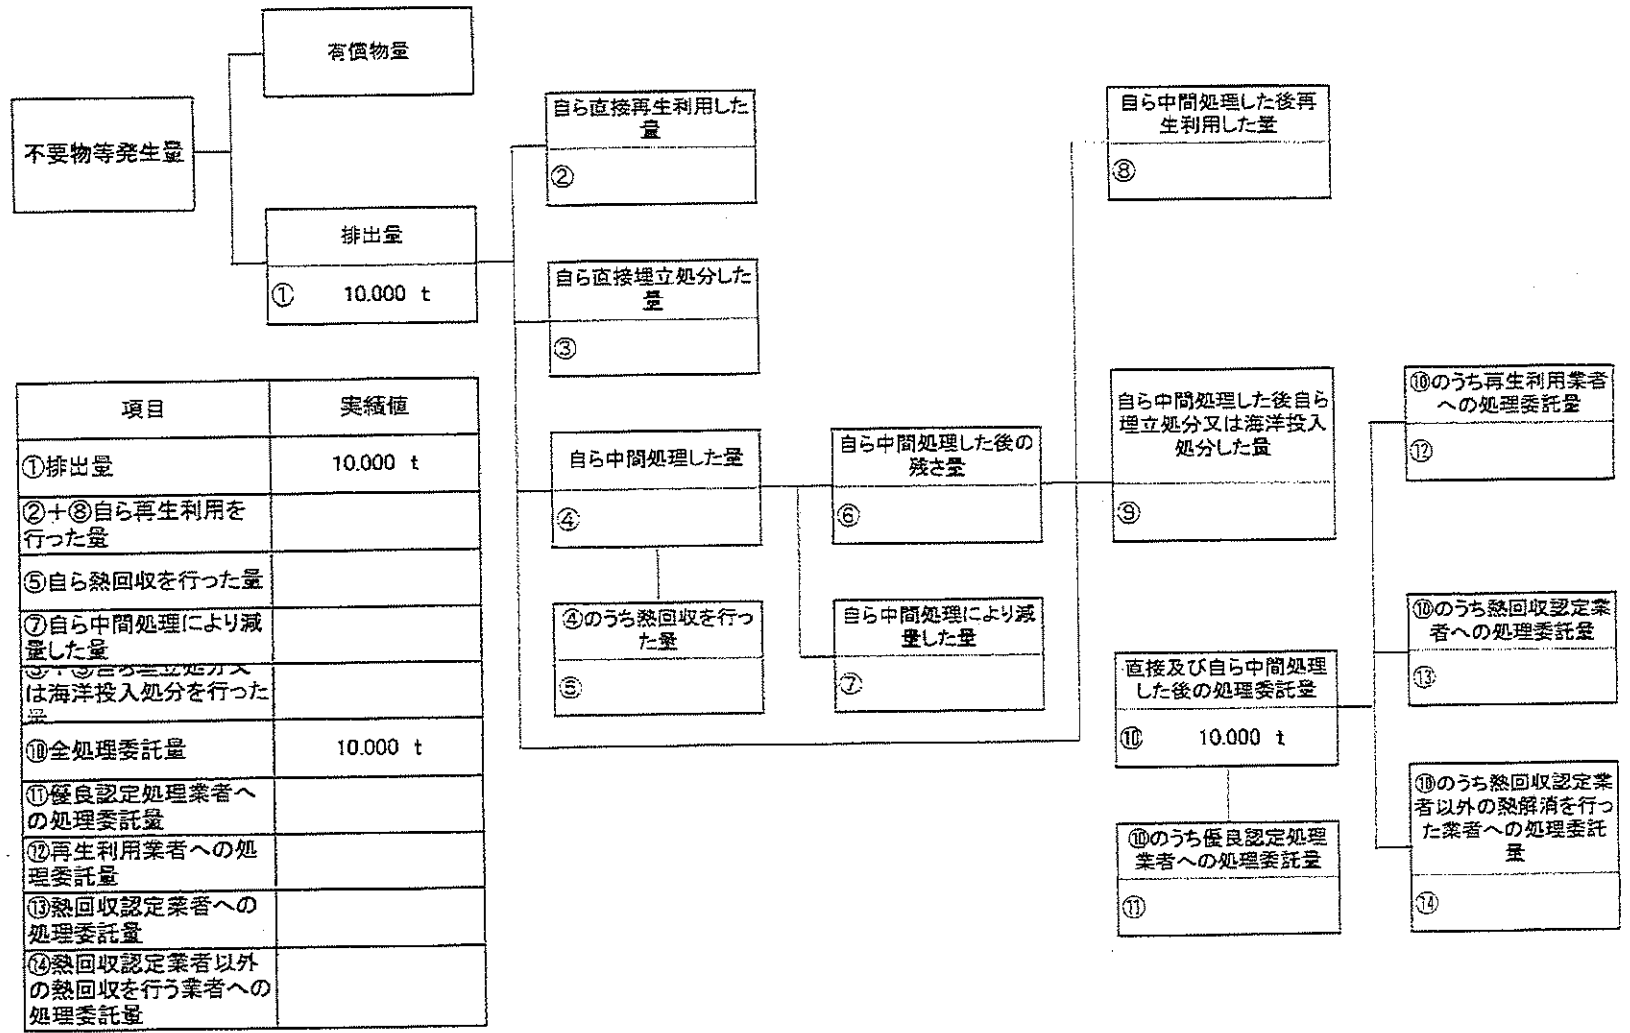 有償物量
不要物等発生量
排出量
① 10.000 t
自ら直接再生利用した
量
②
自ら直接埋立処分した
量
③
自ら中間処理した量
④
④のうち熱回収を行っ
た量
⑤
自ら中間処理した後の
残さ量
⑥
自ら中間処理により減
量した量
⑦
自ら中間処理した後再
生利用した量
⑧
自ら中間処理した後自ら
埋立処分又は海洋投入
処分した量
⑨
直接及び自ら中間処理
した後の処理委託量
⑩ 10.000 t
⑩のうち優良認定処理
業者への処理委託量
⑪
⑩のうち再生利用業者
への処理委託量
⑫
⑩のうち熱回収認定業
者への処理委託量
⑬
⑩のうち熱回収認定業
者以外の熱解消を行っ
た業者への処理委託
量
⑭
項目 実績値
①排出量 10.000 t
②+⑧自ら再生利用を
行った量
⑤自ら熱回収を行った量
⑦自ら中間処理により減
量した量
自ら埋立処分又
は海洋投入処分を行った
量
⑩全処理委託量 10.000 t
⑪優良認定処理業者へ
の処理委託量
⑫再生利用業者への処
理委託量
⑬熱回収認定業者への
処理委託量
⑭熱回収認定業者以外
の熱回収を行う業者への
処理委託量